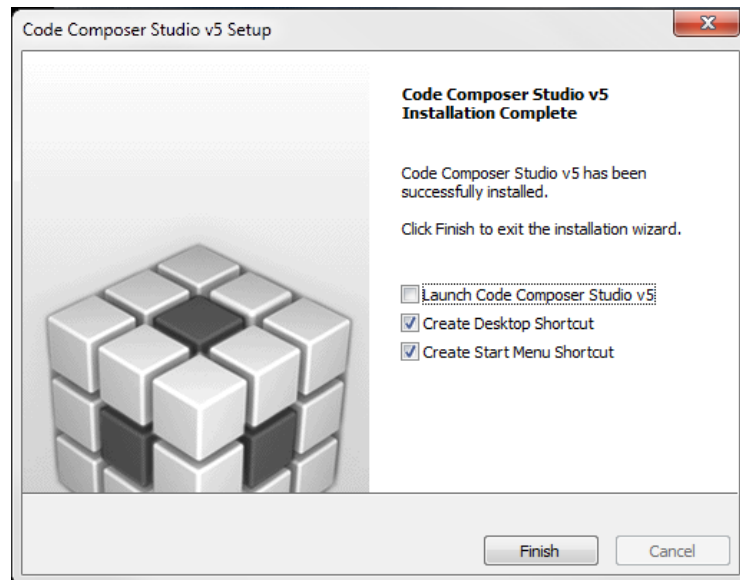 Code Composer Studio v5 Setup
Code Composer Studio v5
Installation Complete
Code Composer Studio v5 has been
successfully installed.
Click Finish to exit the installation wizard.
Launch Code Composer Studio v5
Create Desktop Shortcut
Create Start Menu Shortcut
Finish
Cancel